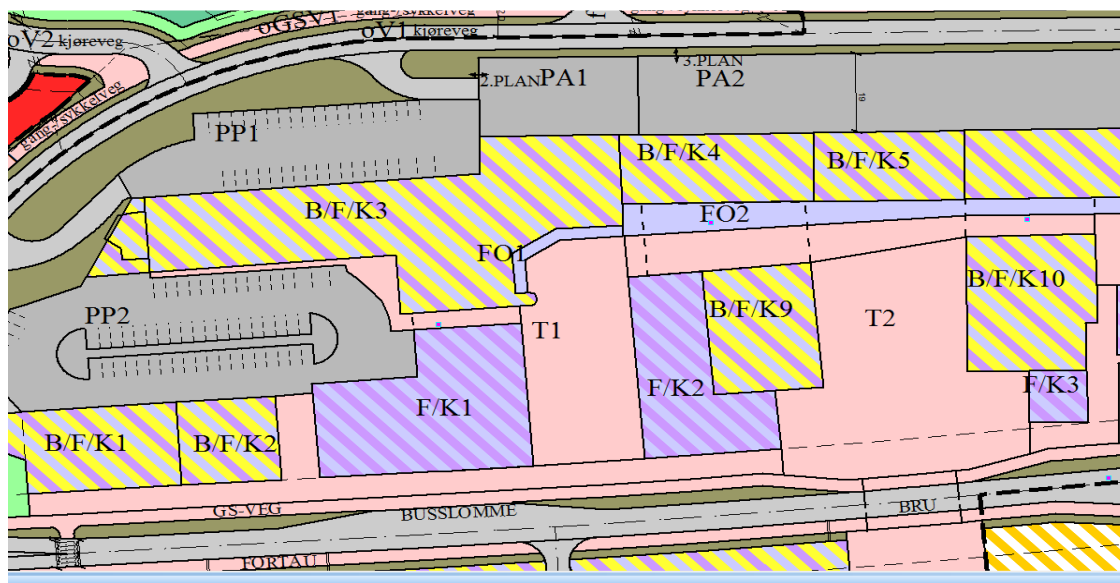 oGSV1
gang-/sykkelveg
oV2 kjøreveg
oV1 kjøreveg
3.PLAN
2.PLAN
PA1
PA2
19
gang-/sykkelveg
PP1
B/F/K4
B/F/K5
B/F/K3
FO2
FO1
B/F/K10
PP2
B/F/K9
T1
T2
F/K1
F/K2
F/K3
B/F/K1
B/F/K2
GS-VEG
BUSSLOMME
BRU
FORTAU